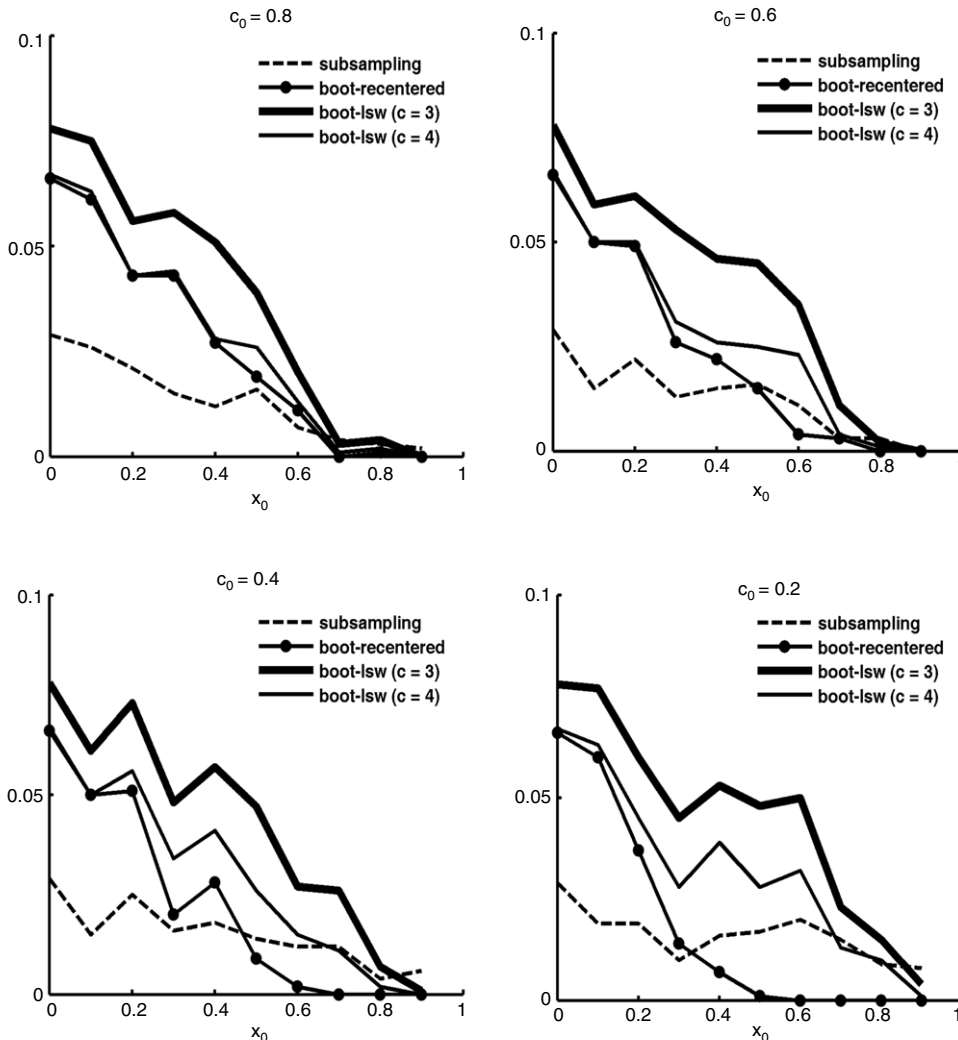 c0 = 0.8
0.1
subsampling
boot-recentered
boot-lsw (c = 3)
boot-lsw (c = 4)
0.05
0
0 0.2 0.4 0.6 0.8 1
x0
c0 = 0.6
0.1
subsampling
boot-recentered
boot-lsw (c = 3)
boot-lsw (c = 4)
0.05
0
0 0.2 0.4 0.6 0.8 1
x0
c0 = 0.4
0.1
subsampling
boot-recentered
boot-lsw (c = 3)
boot-lsw (c = 4)
0.05
0
0 0.2 0.4 0.6 0.8 1
x0
c0 = 0.2
0.1
subsampling
boot-recentered
boot-lsw (c = 3)
boot-lsw (c = 4)
0.05
0
0 0.2 0.4 0.6 0.8 1
x0